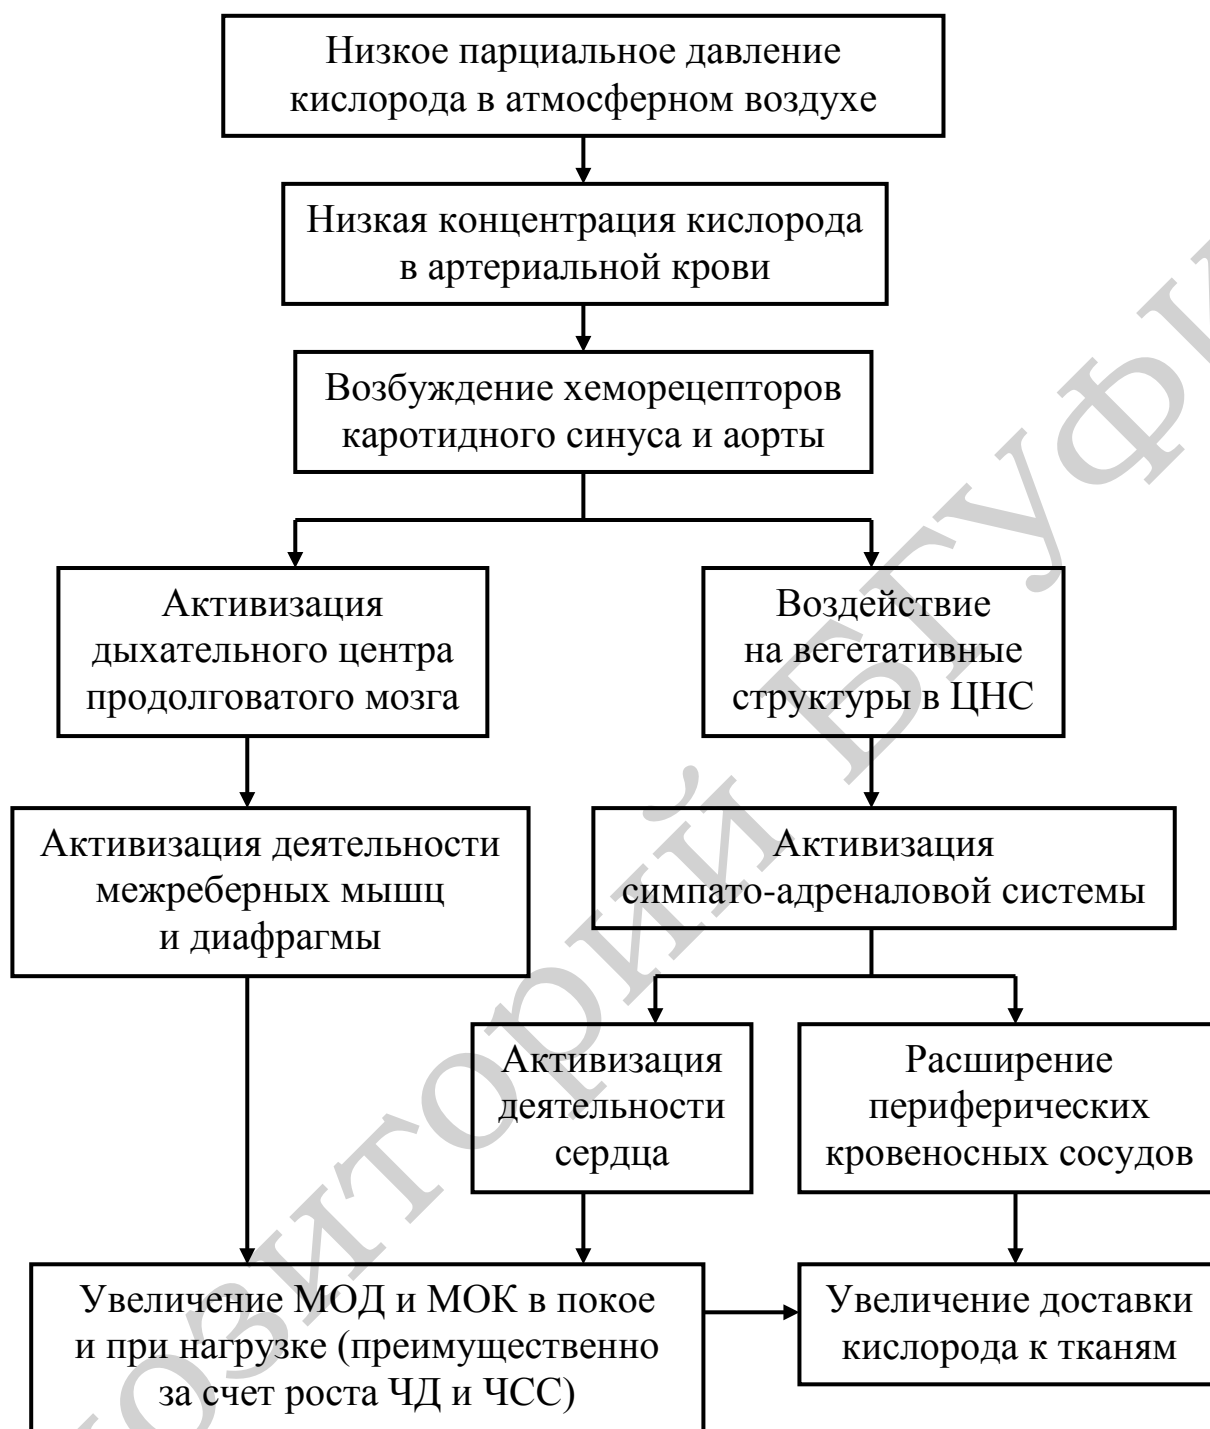 Низкое парциальное давление
кислорода в атмосферном воздухе
Низкая концентрация кислорода
в артериальной крови
Возбуждение хеморецепторов
каротидного синуса и аорты
Активизация
дыхательного центра
продолговатого мозга
Воздействие
на вегетативные
структуры в ЦНС
Активизация деятельности
межреберных мышц
и диафрагмы
Активизация
симпато-адреналовой системы
Активизация
деятельности
сердца
Расширение
периферических
кровеносных сосудов
Увеличение МОД и МОК в покое
и при нагрузке (преимущественно
за счет роста ЧД и ЧСС)
Увеличение доставки
кислорода к тканям